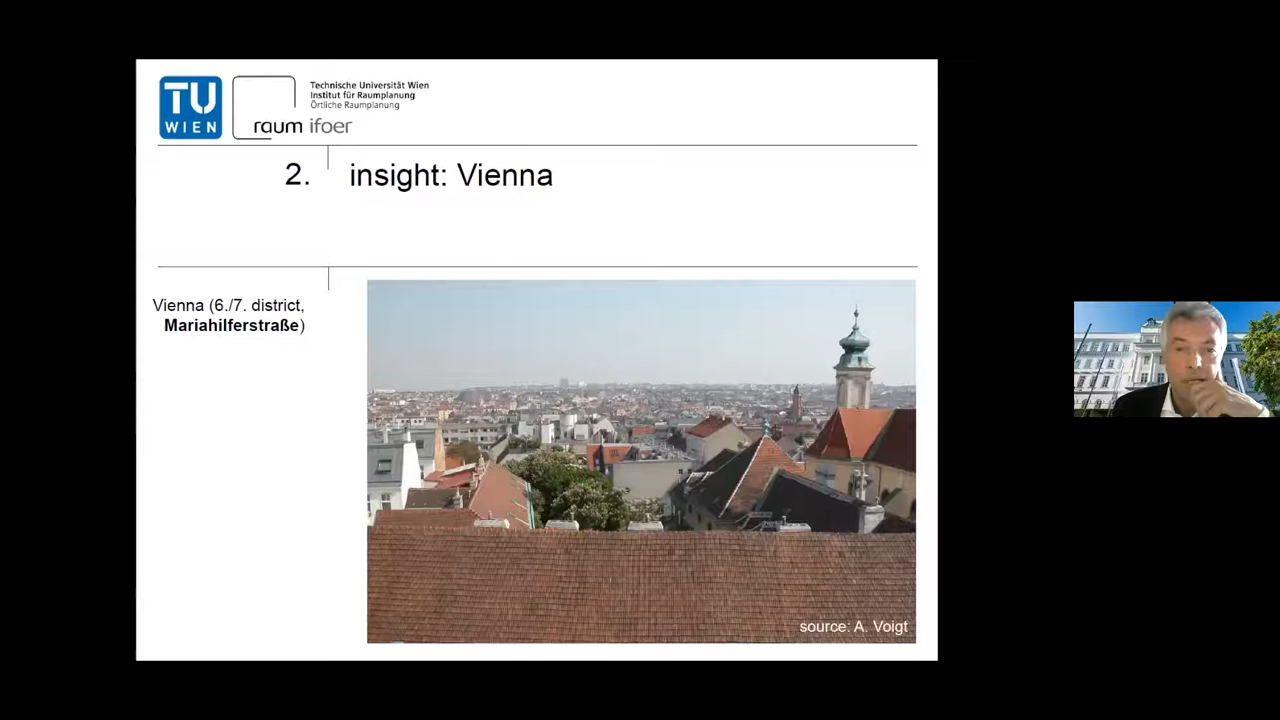 TU
WIEN
raum ifoer
Technische Universität Wien
Institut für Raumplanung
Örtliche Raumplanung
2. insight: Vienna
Vienna (6./7. district,
Mariahilferstraße)
source: A. Voigt